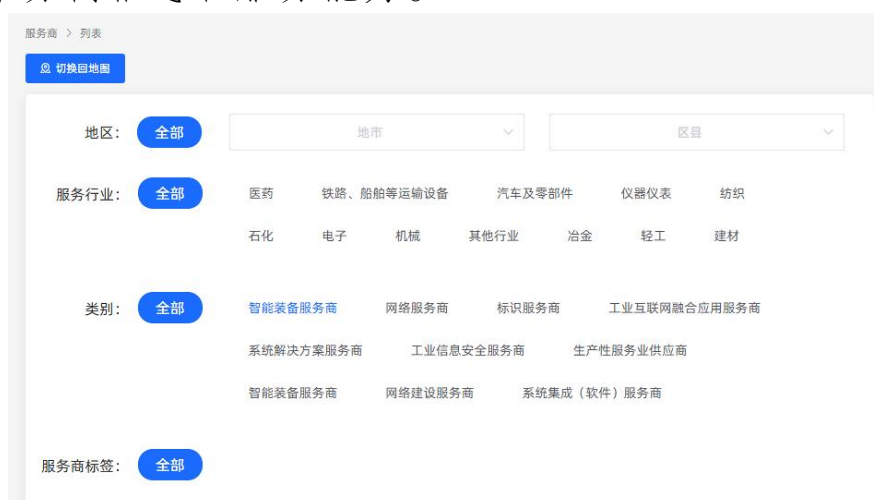 服务商 > 列表
切换回地图
地区： 全部 地市 区县
服务行业： 全部 医药 铁路、船舶等运输设备 汽车及零部件 仪器仪表 纺织
石化 电子 机械 其他行业 冶金 轻工 建材
类别： 全部 智能装备服务商 网络服务商 标识服务商 工业互联网融合应用服务商
系统解决方案服务商 工业信息安全服务商 生产性服务业供应商
智能装备服务商 网络建设服务商 系统集成（软件）服务商
服务商标签： 全部